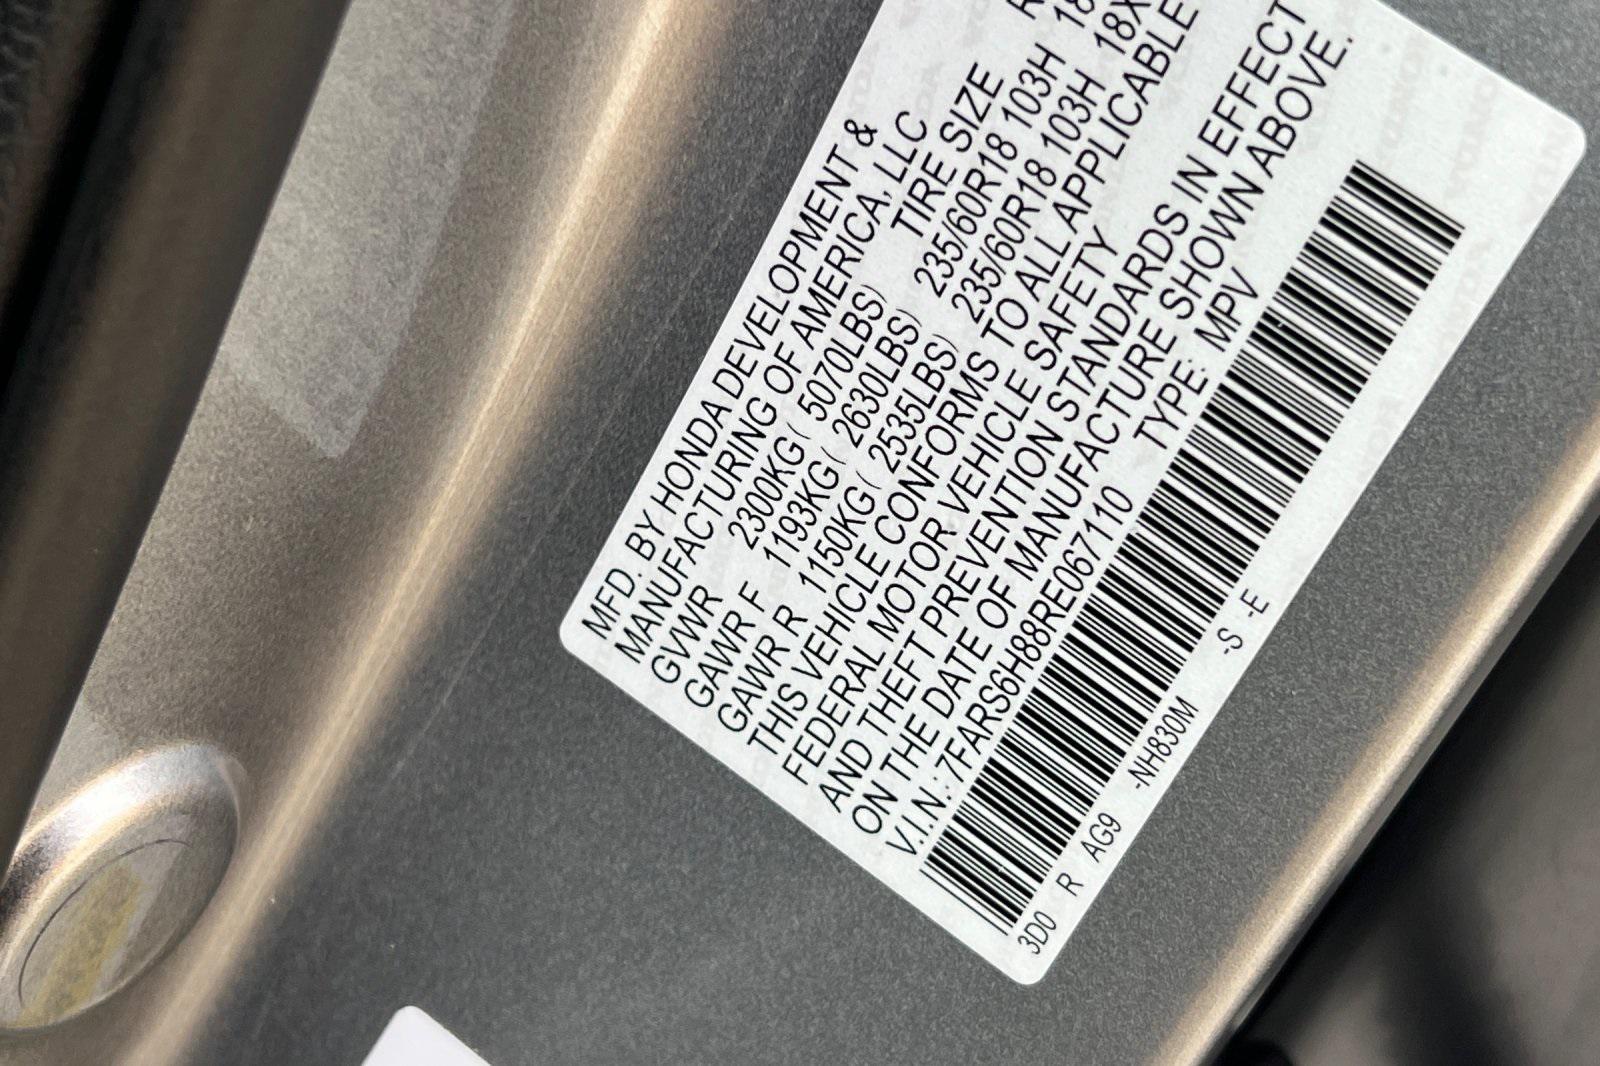 MFD. BY HONDA DEVELOPMENT &
MANUFACTURING OF AMERICA, LLC
TIRE SIZE
GVWR 2300KG( 5070LBS)
GAWR F 1193KG( 2630LBS) 235/60R18 103H
GAWR R 1150KG( 2535LBS) 235/60R18 103H 18X
THIS VEHICLE CONFORMS TO ALL APPLICABLE
FEDERAL MOTOR VEHICLE SAFETY
AND THEFT PREVENTION STANDARDS IN EFFECT
ON THE DATE OF MANUFACTURE SHOWN ABOVE.
V.I.N.:7FARS6H88RE067110 TYPE: MPV
3D0 R AG9 -NH830M -S -E